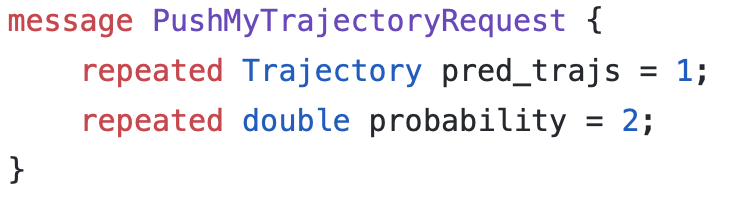 message PushMyTrajectoryRequest {
    repeated Trajectory pred_trajs = 1;
    repeated double probability = 2;
}